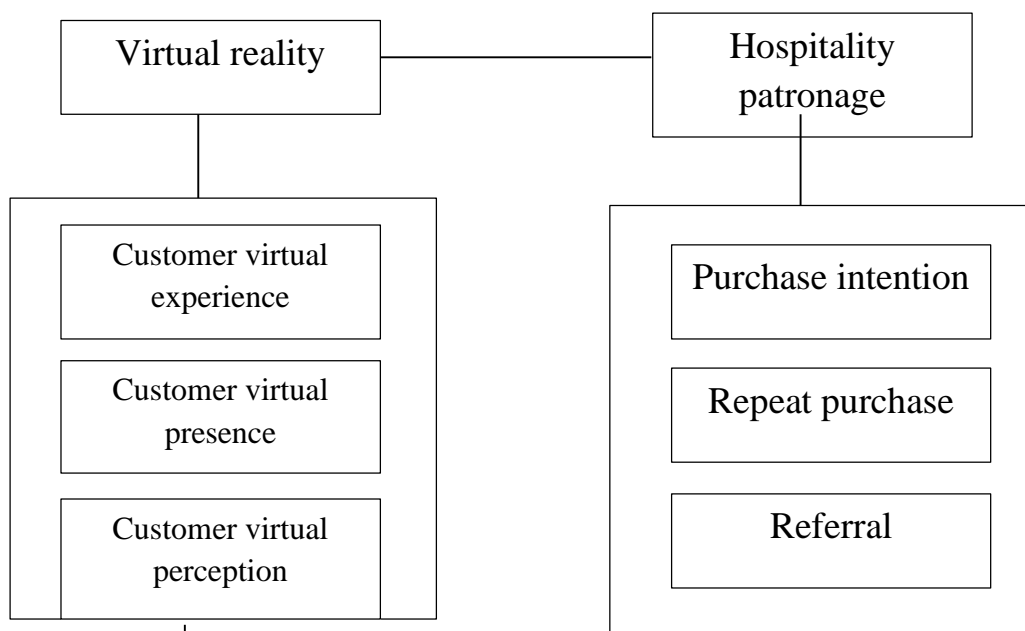 Virtual reality
Hospitality
patronage
Customer virtual
experience
Customer virtual
presence
Customer virtual
perception
Purchase intention
Repeat purchase
Referral